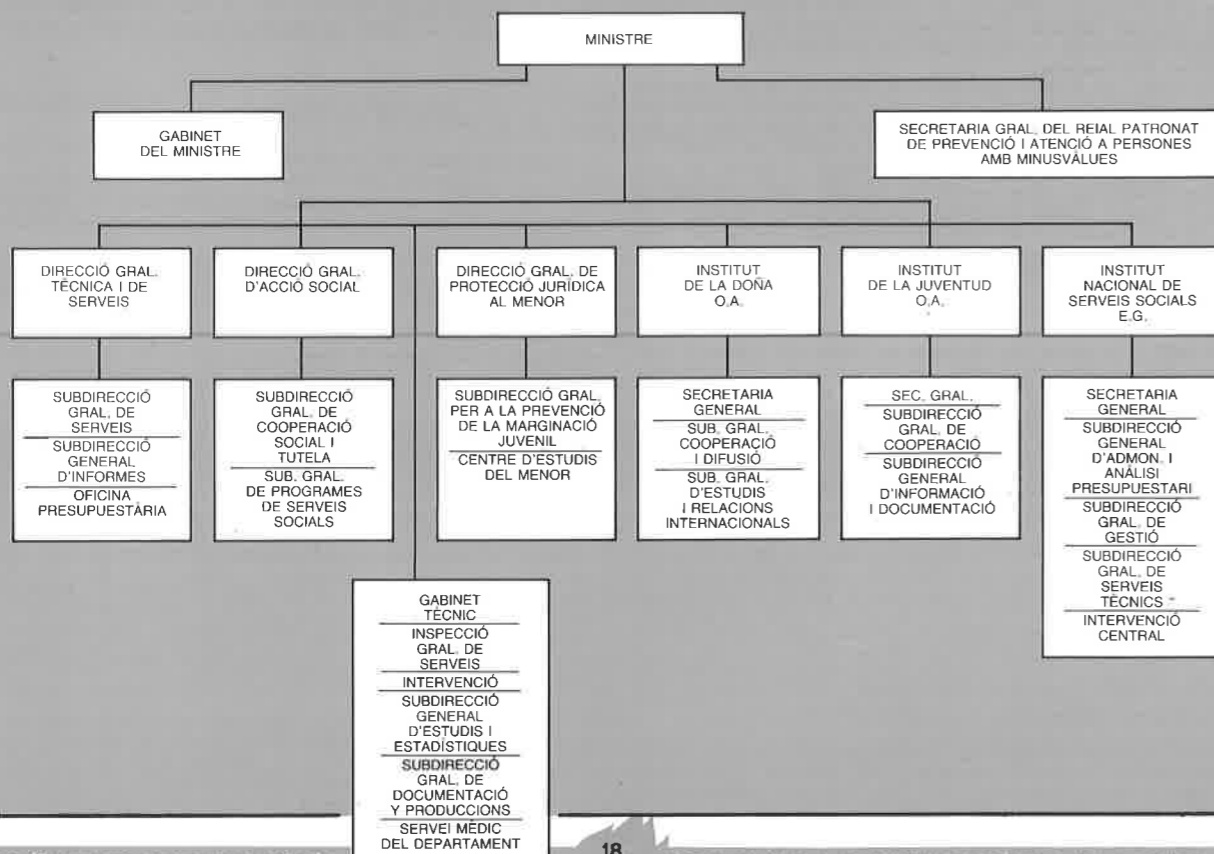 MINISTRE
GABINET
DEL MINISTRE
SECRETARIA GRAL. DEL REIAL PATRONAT
DE PREVENCIÓ I ATENCIÓ A PERSONES
AMB MINUSVÀLUES
DIRECCIÓ GRAL.
TÈCNICA I DE
SERVEIS
DIRECCIÓ GRAL.
D'ACCIÓ SOCIAL
DIRECCIÓ GRAL. DE
PROTECCIÓ JURÍDICA
AL MENOR
INSTITUT
DE LA DOÑA
O.A.
INSTITUT
DE LA JUVENTUD
O.A.
INSTITUT
NACIONAL DE
SERVEIS SOCIALS
E.G.
SUBDIRECCIÓ
GRAL. DE
SERVEIS
SUBDIRECCIÓ
GENERAL
D'INFORMES
OFICINA
PRESUPUESTÀRIA
SUBDIRECCIÓ
GRAL. DE
COOPERACIÓ
SOCIAL I
TUTELA
SUB. GRAL.
DE PROGRAMES
DE SERVEIS
SOCIALS
SUBDIRECCIÓ GRAL.
PER A LA PREVENCIÓ
DE LA MARGINACIÓ
JUVENIL
CENTRE D'ESTUDIS
DEL MENOR
SECRETARIA
GENERAL
SUB. GRAL.
COOPERACIÓ
I DIFUSIÓ
SUB. GRAL.
D'ESTUDIS
I RELACIONS
INTERNACIONALS
SEC. GRAL.
SUBDIRECCIÓ
GRAL. DE
COOPERACIÓ
SUBDIRECCIÓ
GENERAL
D'INFORMACIÓ
I DOCUMENTACIÓ
SECRETARIA
GENERAL
SUBDIRECCIÓ
GENERAL
D'ADMON. I
ANÀLISI
PRESUPUESTARI
SUBDIRECCIÓ
GRAL. DE
GESTIÓ
SUBDIRECCIÓ
GRAL. DE
SERVEIS
TÈCNICS
INTERVENCIÓ
CENTRAL
GABINET
TÈCNIC
INSPECCIÓ
GRAL. DE
SERVEIS
INTERVENCIÓ
SUBDIRECCIÓ
GENERAL
D'ESTUDIS I
ESTADÍSTIQUES
SUBDIRECCIÓ
GRAL. DE
DOCUMENTACIÓ
Y PRODUCCIONS
SERVEI MÈDIC
DEL DEPARTAMENT
18